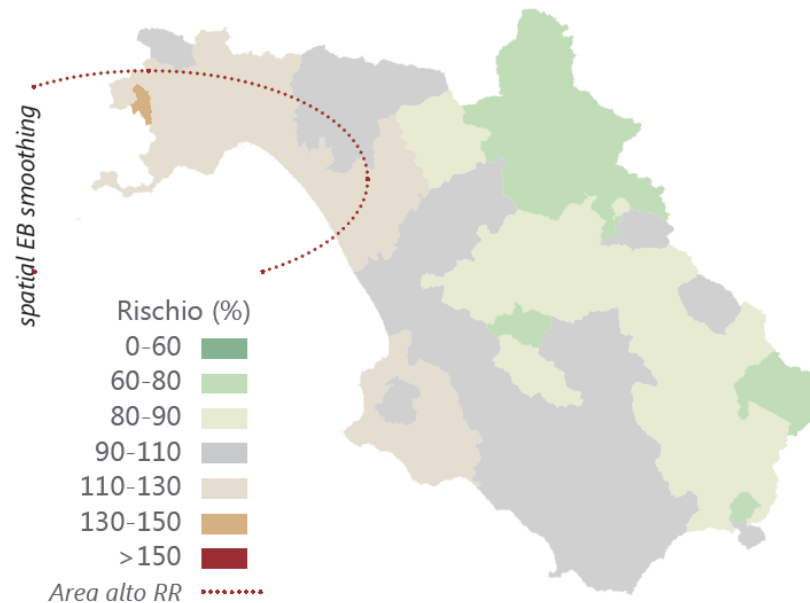 spatial EB smoothing
Rischio (%)
0-60
60-80
80-90
90-110
110-130
130-150
>150
Area alto RR